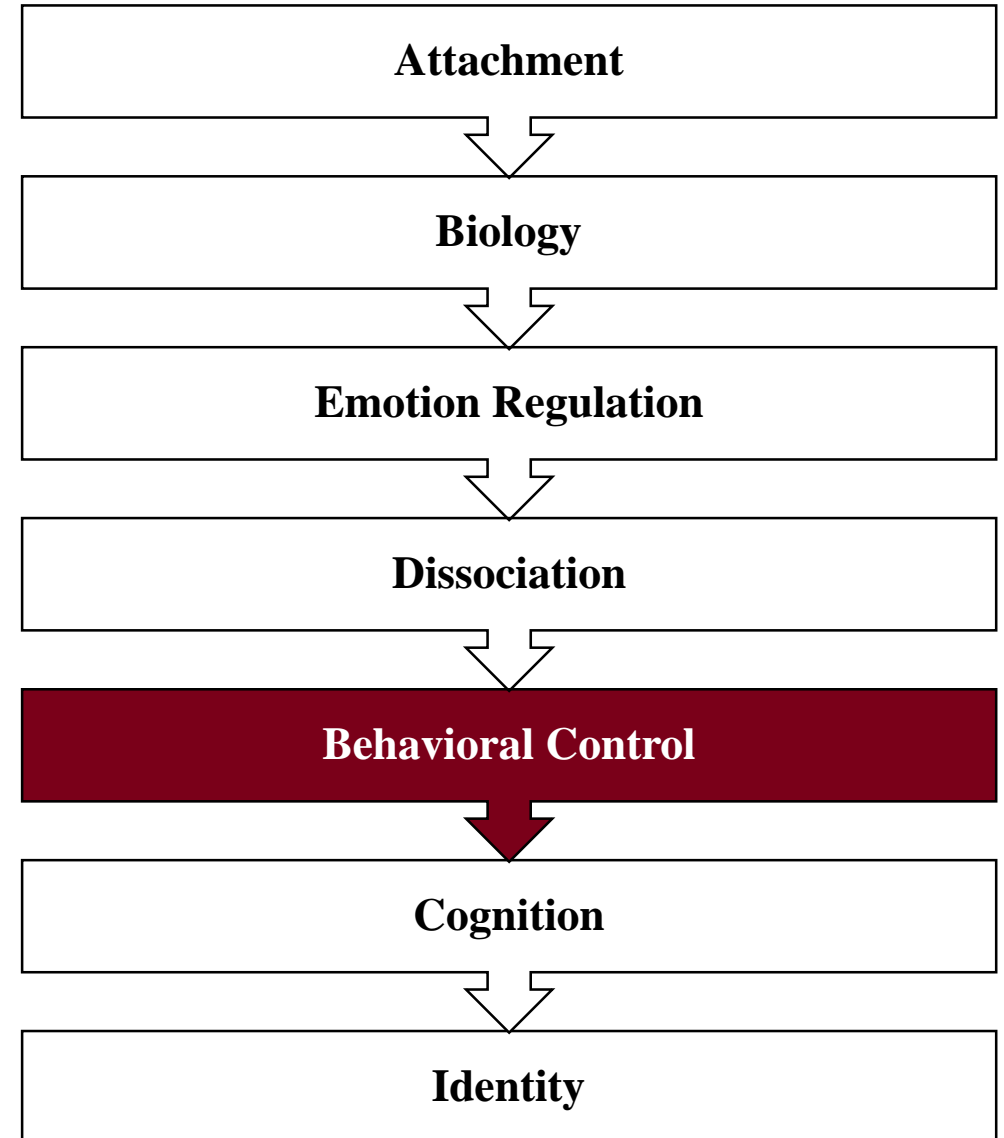 Attachment
Biology
Emotion Regulation
Dissociation
Behavioral Control
Cognition
Identity